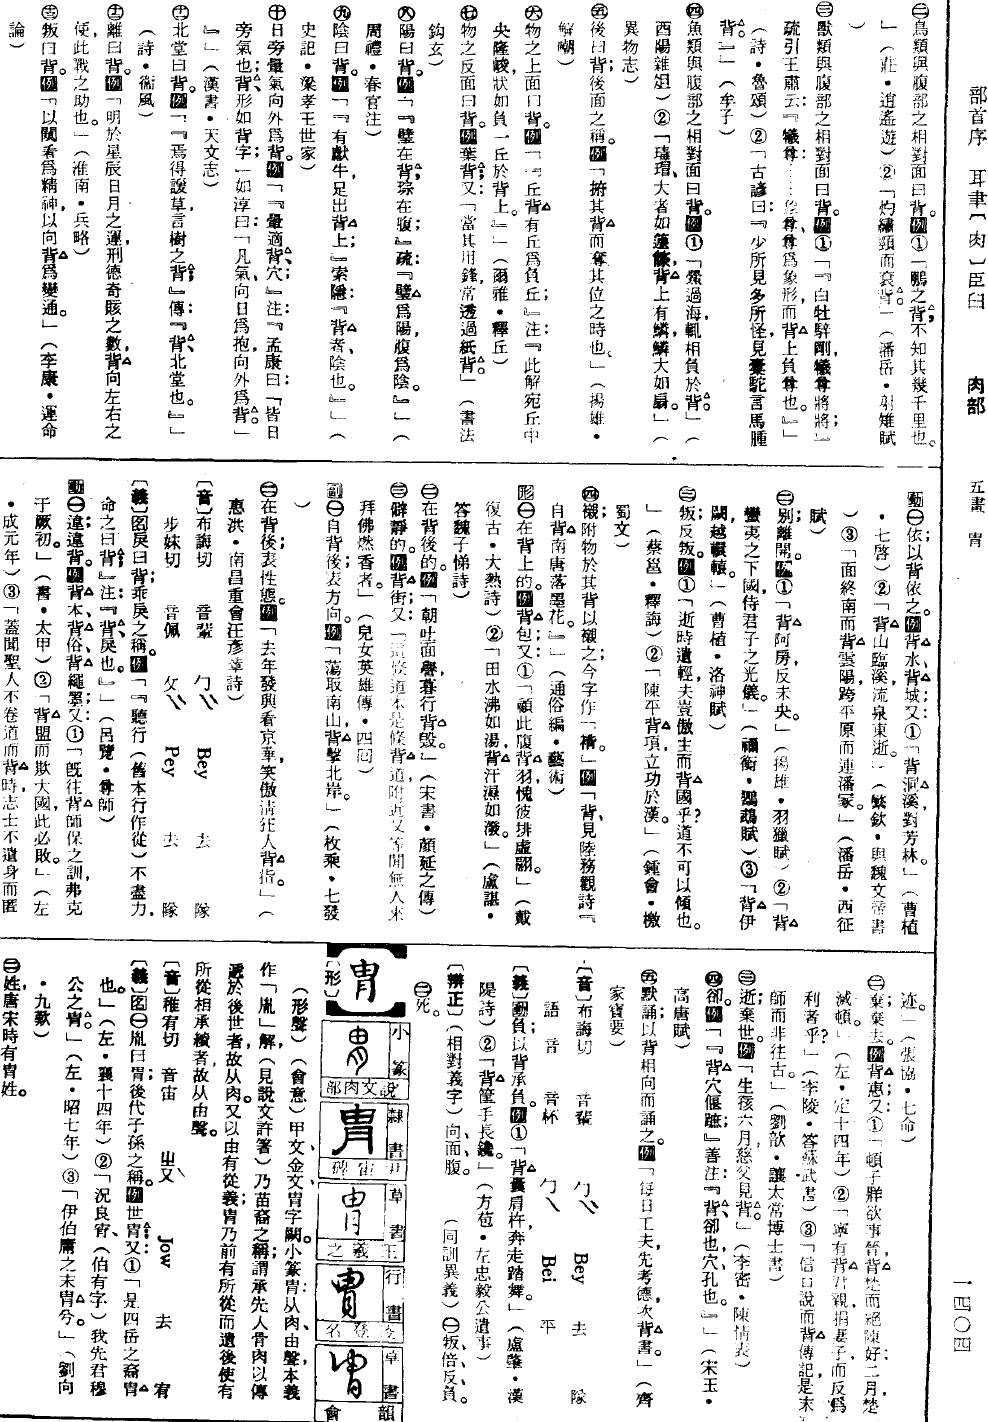 部首序 耳聿〔肉〕臣臼 肉部 五畫 冑 一四〇四
㊁鳥類與腹部之相對面曰背。例①「鵬之背，不知其幾千里也。
」（莊・逍遙遊）②「灼繡頸而袞背。」（潘岳・射雉賦
）
㊂獸類與腹部之相對面曰背。例①「『白牡騂剛，犧尊將將』；
疏引王肅云：『犧尊……尊爲象形，而背上負尊也。』」
（詩・魯頌）②「古諺曰：『少所見，多所怪，見橐駝言馬腫
背。』」（牟子）
㊃魚類與腹部之相對面曰背。例①「鱟過海，輒相負於背。」（
酉陽雜俎）②「瑇瑁大者如籧篨，背上有鱗，鱗大如扇。」（
異物志）
㊄後曰背；後面之稱。例「搤其背而奪其位之時也。」（揚雄・
解嘲）
㊅物之上面曰背。例「『丘背有丘爲負丘』；注：『此解宛丘中
央隆峻，狀如負一丘於背上。』」（爾雅・釋丘）
㊆物之反面曰背。例葉背；又：「當其用鋒，常透過紙背。」（書法
鈎玄）
㊇陽曰背。例「『璧在背，琮在腹』；疏：『璧爲陽，腹爲陰。』」（
周禮・春官注）
㊈陰曰背。例「『有獻牛足出背上』；索隱：『背者，陰也。』」（
史記・梁孝王世家）
㊉日旁暈氣向外爲背。例「『暈適背穴』；注：『孟康曰：「皆日
旁氣也，背形如背字」；如淳曰：「凡氣向日爲抱，向外爲背」
』」（漢書・天文志）
北堂曰背。例「『焉得諼草，言樹之背』；傳：『背，北堂也。』」
（詩・衞風）
離曰背。例「明於星辰日月之運，刑德奇賅之數，背向左右之
便，此戰之助也。」（淮南・兵略）
叛曰背。例「以闚看爲精神，以向背爲變通。」（李康・運命
論）
動㊀依；以背依之。例背水、背城；又：①「背洞溪，對芳林。」（曹植
・七啓）②「背山臨溪，流泉東逝。」（繁欽・與魏文帝書
）③「面終南而背雲陽，跨平原而連潘冢。」（潘岳・西征
賦）
㊁別；離開。例①「背阿房，反未央。」（揚雄・羽獵賦）②「背
蠻夷之下國，侍君子之光儀。」（禰衡・鸚鵡賦）③「背伊
闕，越轘轅。」（曹植・洛神賦）
㊂叛；反叛。例①「逝時遺輕，夫豈傲主而背國乎？道不可以傾也。
」（蔡邕・釋誨）②「陳平背項，立功於漢。」（鍾會・檄
蜀文）
㊃襯；附物於其背以襯之；今字作「褙」例「背，見陸務觀詩『
自背南唐落墨花。』」（通俗編・藝術）
形㊀在背上的。例背包；又：①「顧此腹背羽，愧彼排虛翮。」（戴
復古・大熱詩）②「田水沸如湯，背汗濕如潑。」（盧諶・
答魏子悌詩）
㊁在背後的。例「朝吐面譽，暮行背毀。」（宋書・顏延之傳）
㊂僻靜的。例背街；又：「這條道本是條背道，附近又等閒無人來
拜佛燃香者。」（兒女英雄傳・四回）
副㊀自背後；表方向。例「蕩取南山，背擊北岸。」（枚乘・七發
）
㊁在背後；表性態。例「去年發興看京華，笑傲淸狂人背指。」（
惠洪・南昌重會汪彥章詩）
〔音〕布誨切 音輩 ㄅㄟ Bey 去 隊
步妹切 音佩 ㄆㄟ Pey 去 隊
〔義〕名戾曰背；乖戾之稱。例「『聽行（舊本行作從）不盡力，
命之曰背』；注：『背，戾也。』」（呂覽・尊師）
動㊀違；違背。例背本、背俗、背繩墨；又：①「旣往背師保之訓，弗克
于厥初。」（書・太甲）②「背盟而欺大國，此必敗。」（左
・成元年）③「蓋聞聖人不卷道而背時，志士不遺身而匿
迹。」（張協・七命）
㊁棄；棄去。例背惠；又：①「頓子牂欲事晉，背楚而絕陳好；二月，楚
滅頓。」（左・定十四年）②「寧有背君親，捐妻子，而反爲
利者乎？」（李陵・答蘇武書）③「信口說而背傳記，是末
師而非往古。」（劉歆・讓太常博士書）
㊂逝；棄世。例「生孩六月，慈父見背。」（李密・陳情表）
㊃卻。例「『背穴偃蹠』；善注：『背，卻也；穴，孔也。』」（宋玉・
高唐賦）
㊄默誦；以背相向而誦之。例「每日工夫，先考德，次背書。」（齊
家寶要）
〔音〕布誨切 音輩 ㄅㄟ Bey 去 隊
語音 音杯 ㄅㄟ Bei 平
〔義〕動負；以背承負。例①「背囊肩杵奔走踏舞。」（盧肇・漢
隄詩）②「背筐手長鑱。」（方苞・左忠毅公遺事）
〔辨正〕（相對義字）向、面、腹。 （同訓異義）㊀叛、倍、反、負。
㊁死。
【冑】
〔形〕
小篆 說文肉部
隸書 尹宙碑
草書 王羲之
行書
草書 韻會
（形聲）（會意）甲文金文冑字闕。小篆冑：从肉、由聲，本義
作「胤」解（見說文許箸），乃苗裔之稱；謂承先人骨肉以傳
遞於後世者，故从肉。又以由有從義，冑乃前有所從而遺後，使有
所從，相承續者，故从由聲。
〔音〕稚有切 音宙 ㄓㄡ Jow 去 宥
〔義〕名㊀胤曰冑；後代子孫之稱。例世冑；又：①「是四岳之裔冑
也。」（左・襄十四年）②「況良宵，（伯有字）我先君穆
公之冑。」（左・昭七年）③「伊伯庸之末冑兮。」（劉向
・九歎）
㊁姓，唐宋時有冑姓。